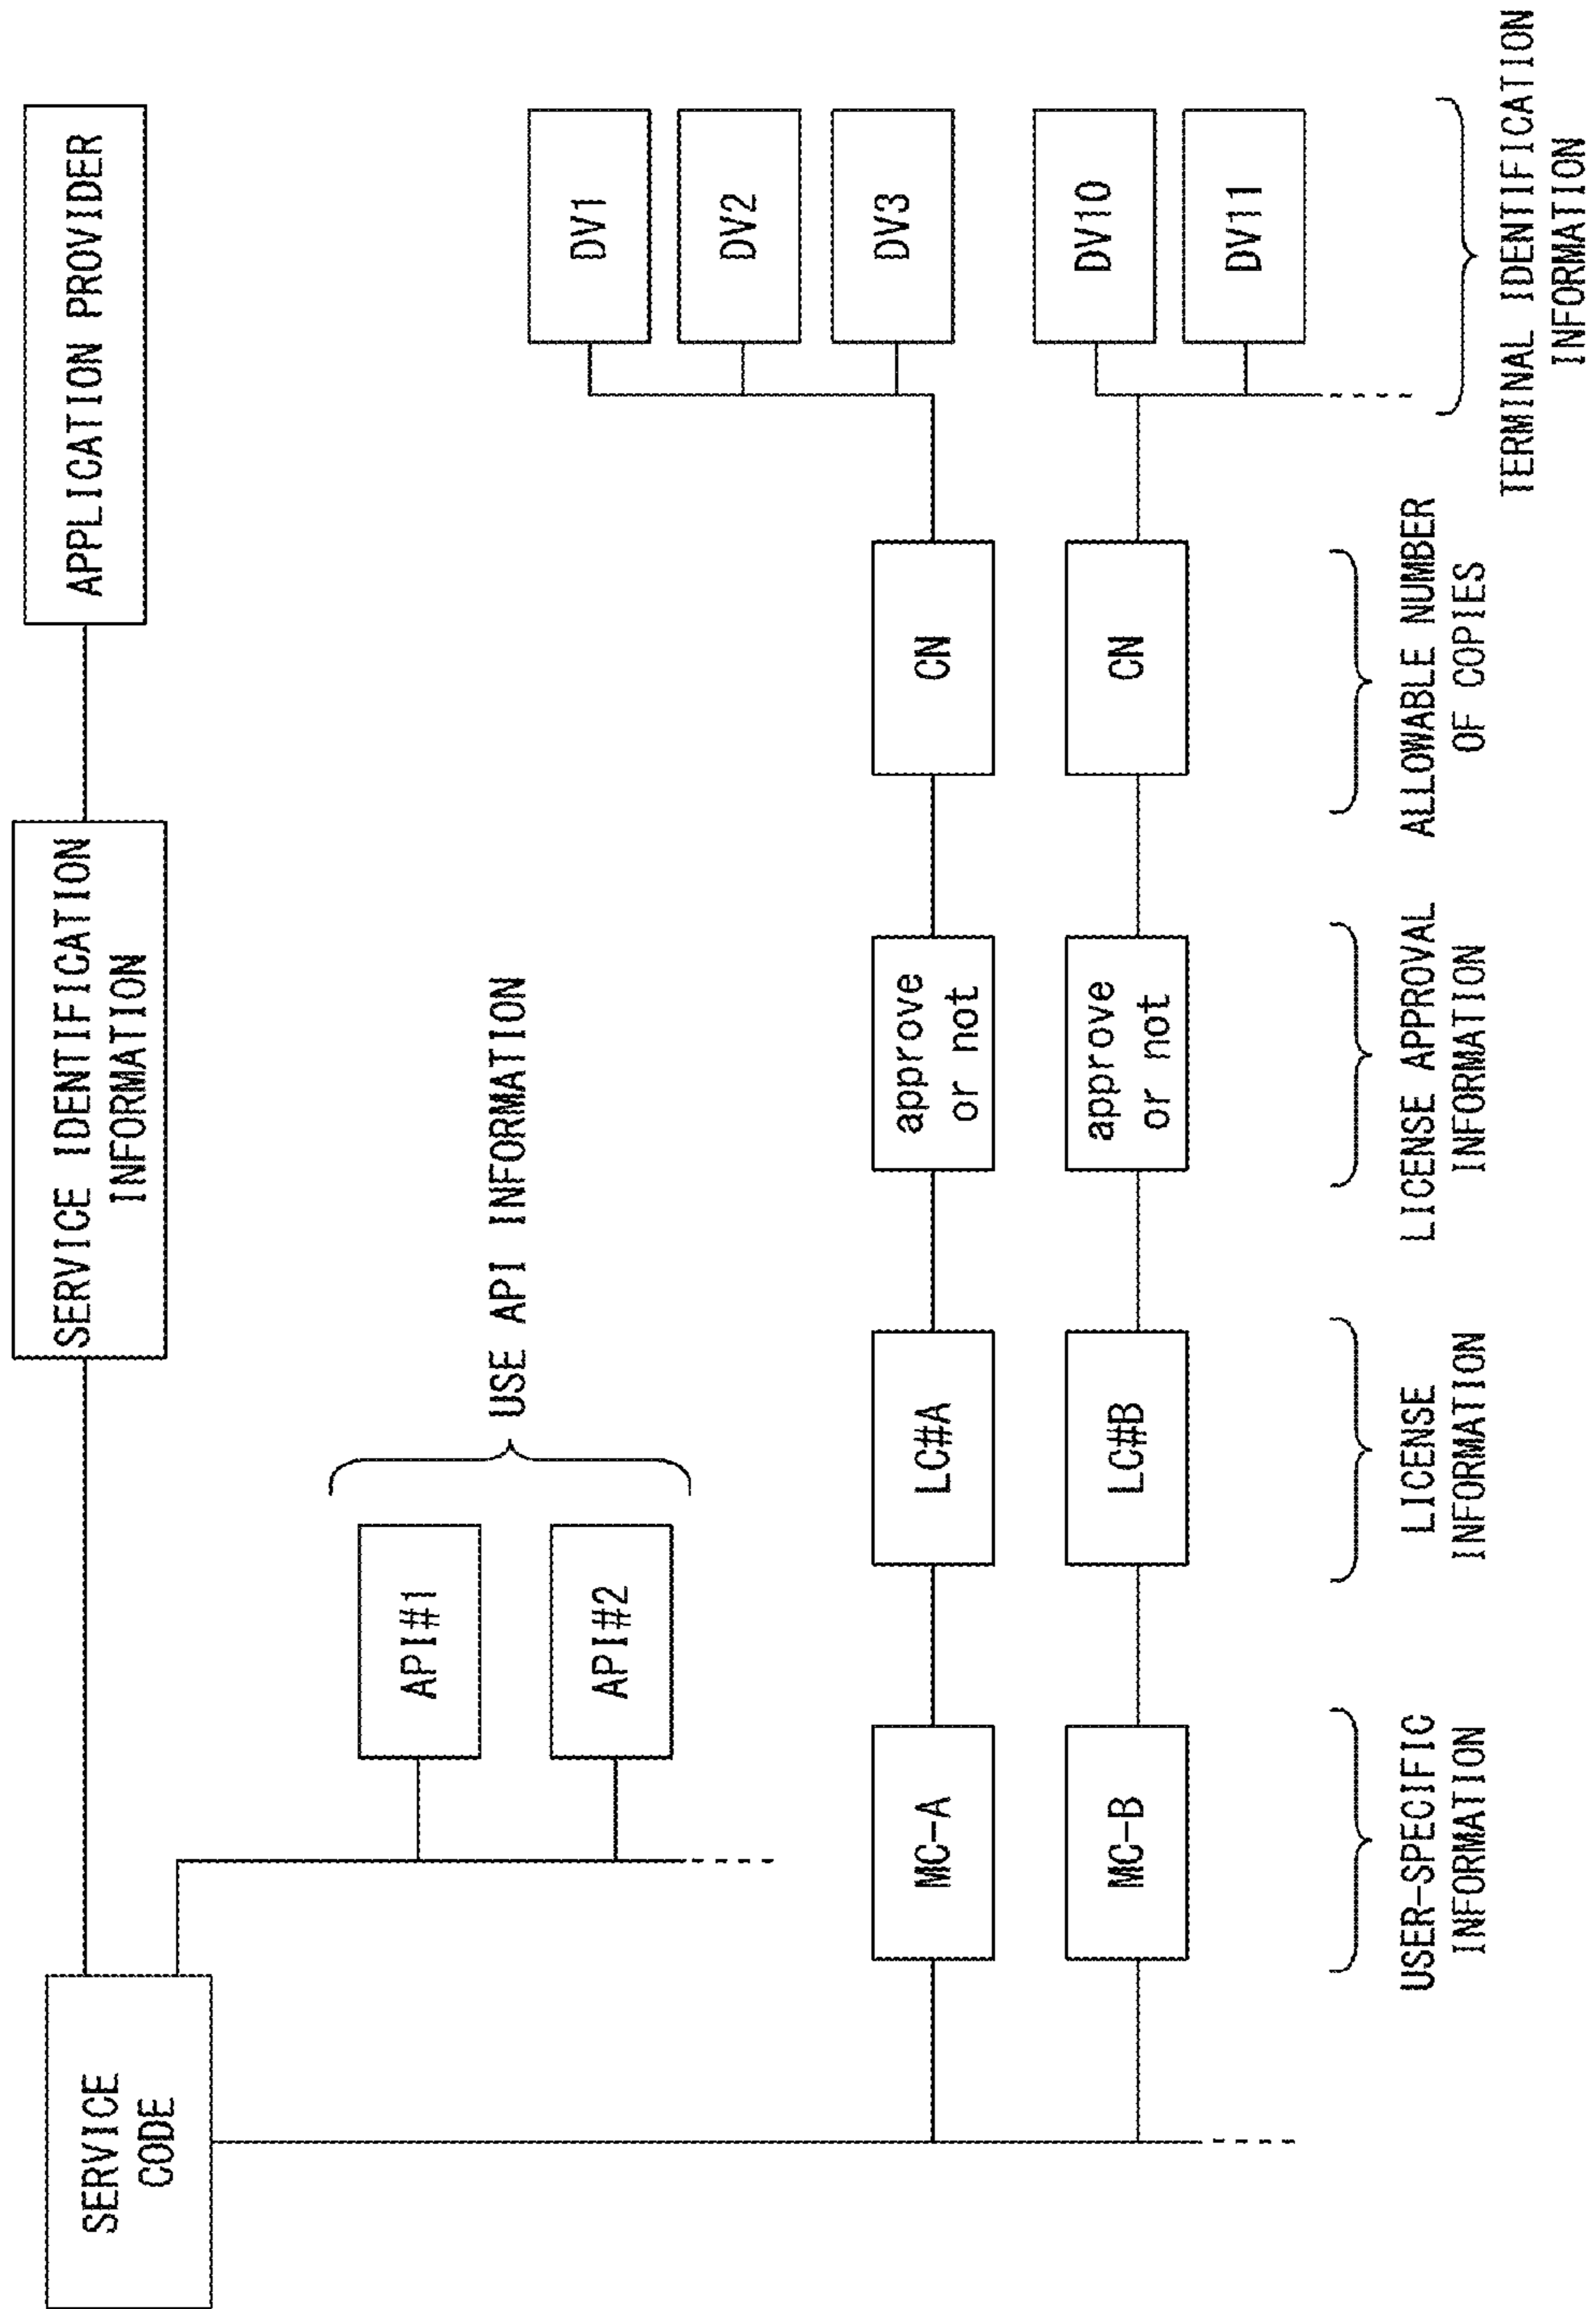 SERVICE
CODE
SERVICE IDENTIFICATION
INFORMATION
APPLICATION PROVIDER
API#1
API#2
USE API INFORMATION
MC-A
LC#A
approve
or not
CN
DV1
DV2
DV3
MC-B
LC#B
approve
or not
CN
DV10
DV11
USER-SPECIFIC
INFORMATION
LICENSE
INFORMATION
LICENSE APPROVAL
INFORMATION
ALLOWABLE NUMBER
OF COPIES
TERMINAL IDENTIFICATION
INFORMATION